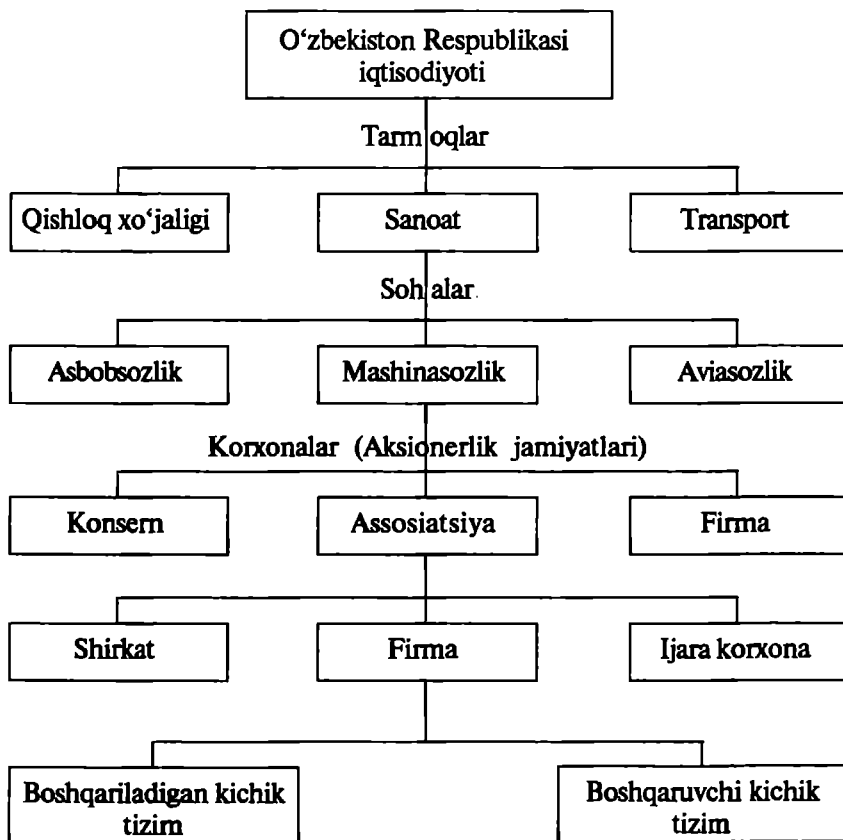 O‘zbekiston Respublikasi
iqtisodiyoti
Tarmoqlar
Qishloq xo‘jaligi Sanoat Transport
Sohalar
Asbobsozlik Mashinasozlik Aviasozlik
Korxonalar (Aksionerlik jamiyatlari)
Konsern Assosiatsiya Firma
Shirkat Firma Ijara korxona
Boshqariladigan kichik
tizim
Boshqaruvchi kichik
tizim